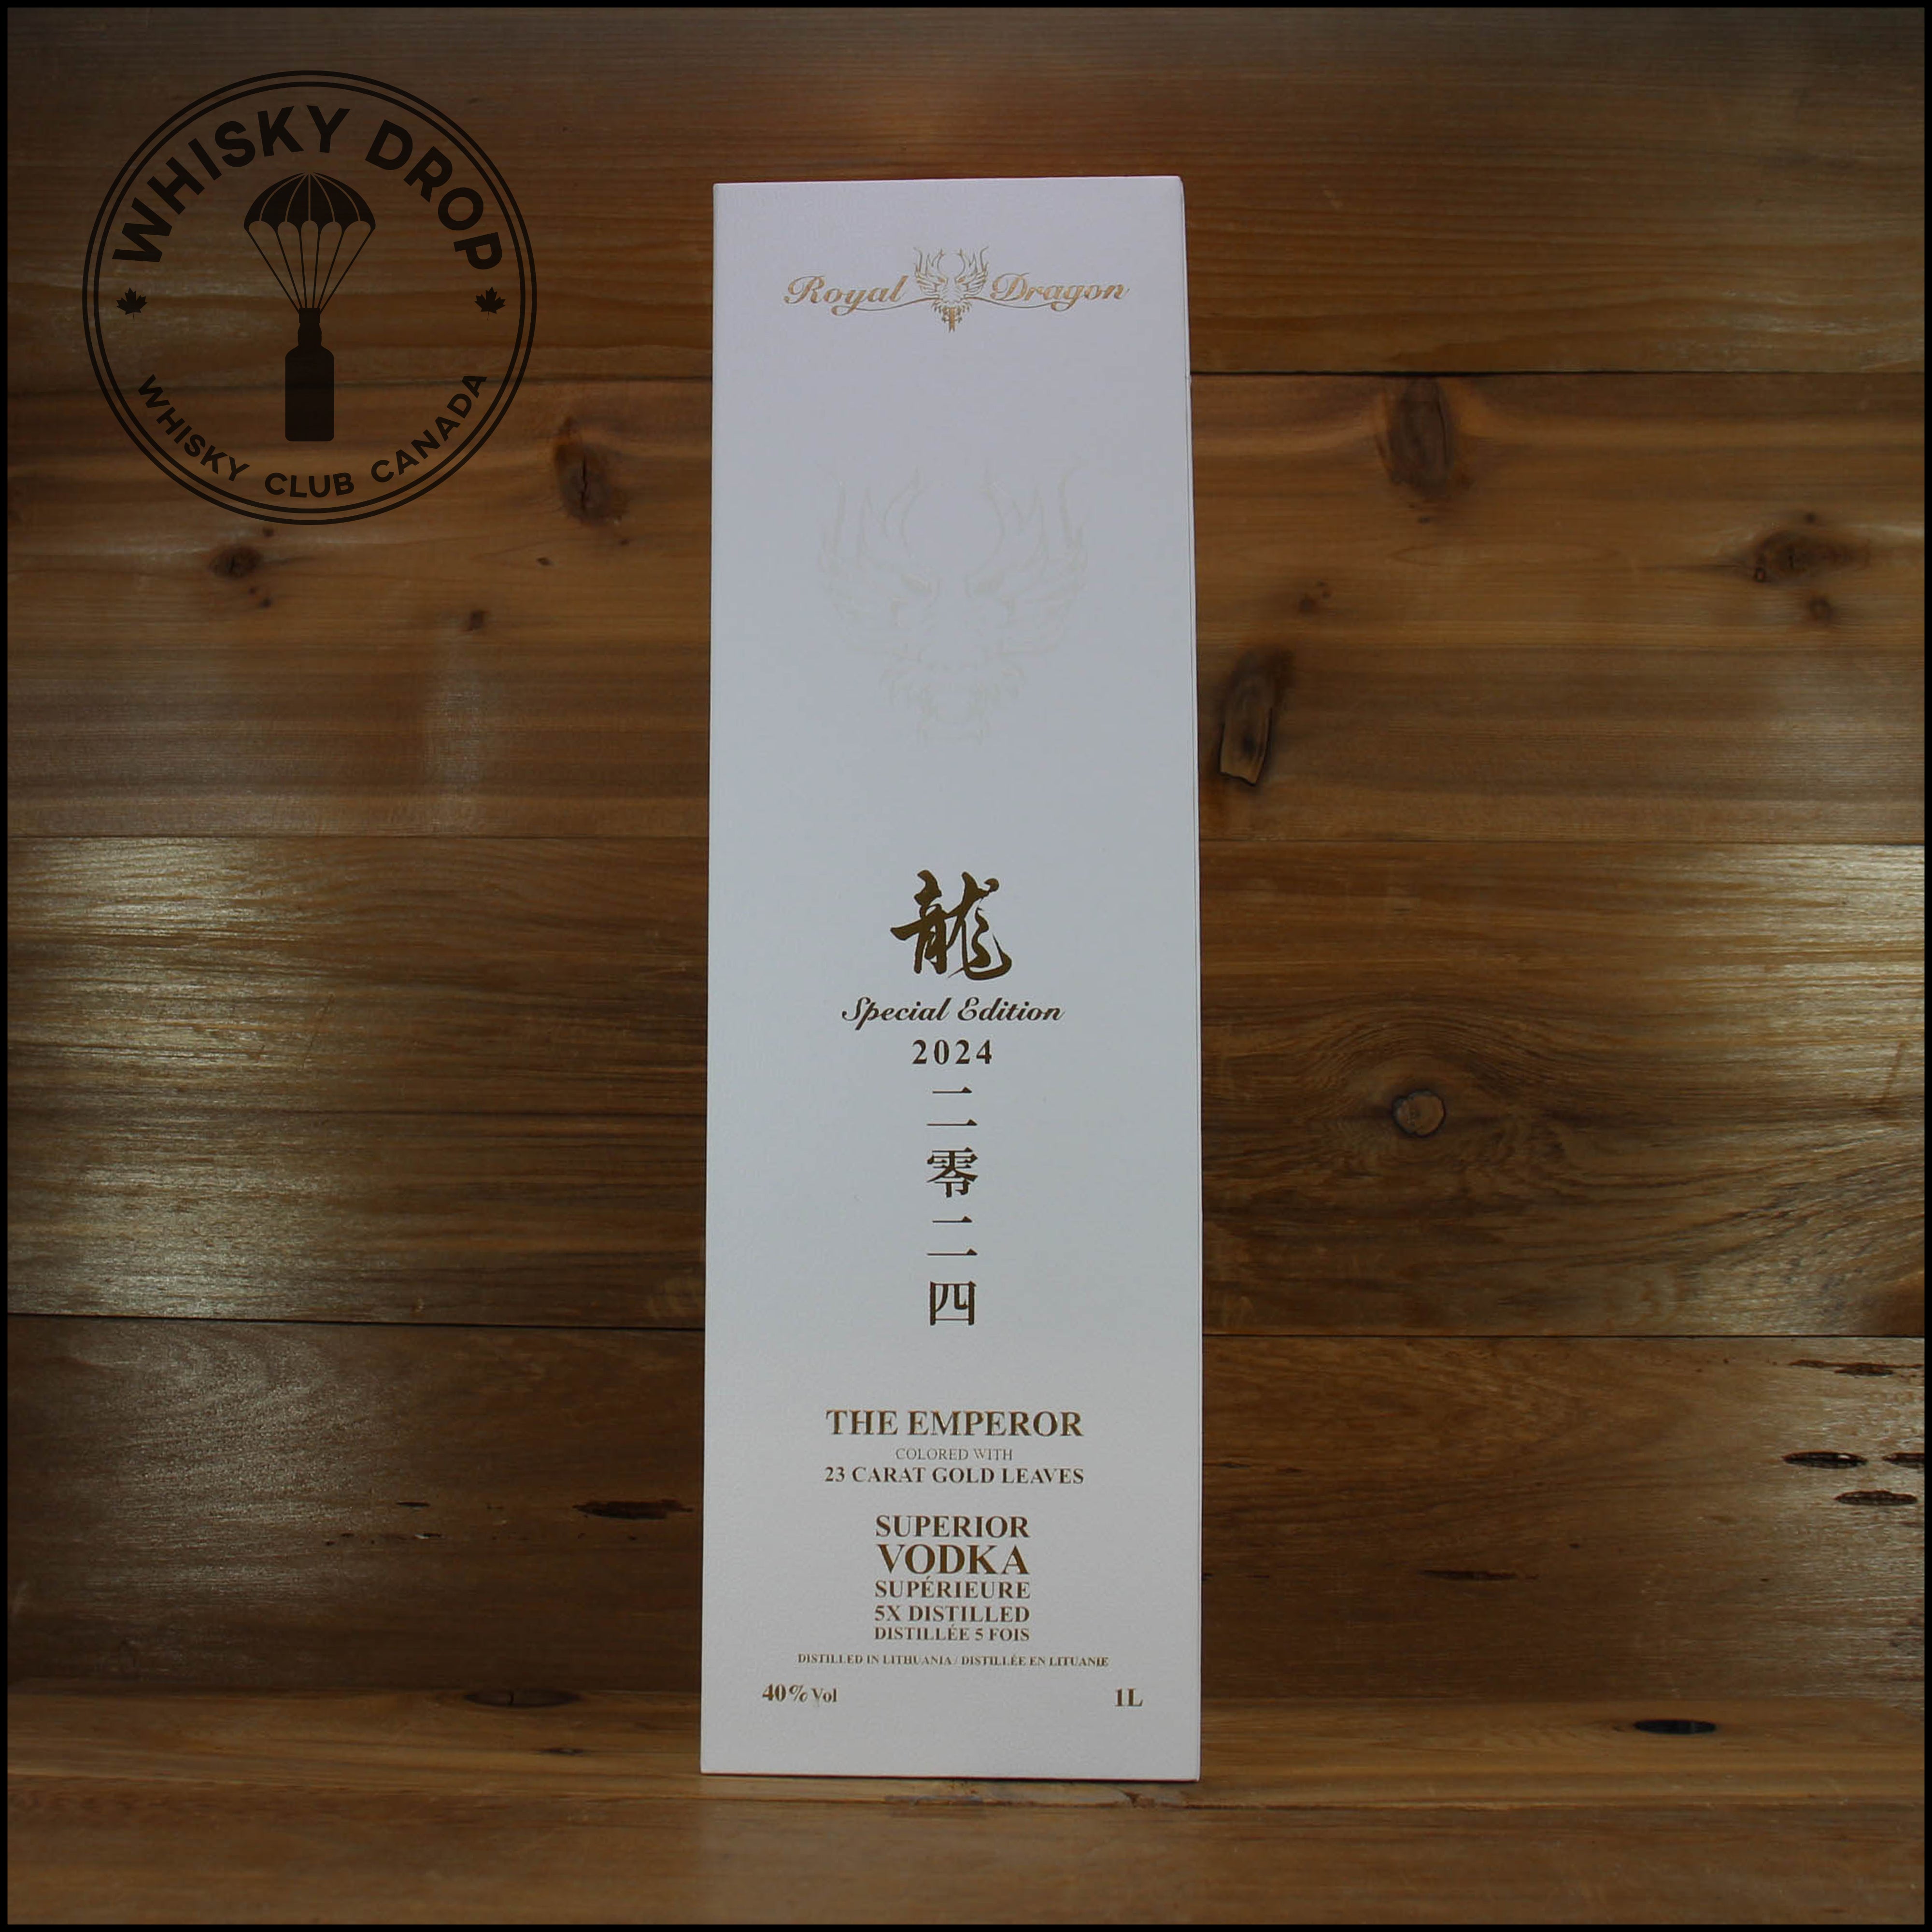 WHISKY DROP
WHISKY CLUB CANADA
Royal Dragon
龍
Special Edition
2024
二
零
二
四
THE EMPEROR
COLORED WITH
23 CARAT GOLD LEAVES
SUPERIOR
VODKA
SUPÉRIEURE
5X DISTILLED
DISTILLÉE 5 FOIS
DISTILLED IN LITHUANIA / DISTILLÉE EN LITUANIE
40% Vol
1L